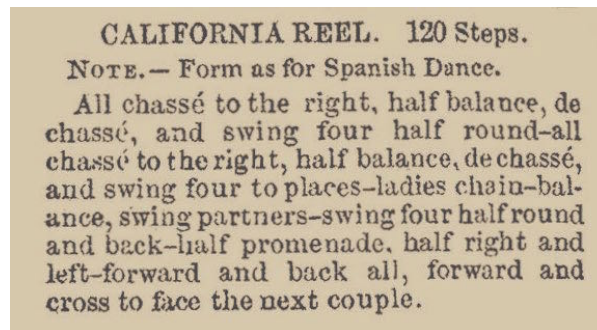 CALIFORNIA REEL. 120 Steps.
NOTE.— Form as for Spanish Dance.
All chassé to the right, half balance, de
chassé, and swing four half round–all
chassé to the right, half balance, de chassé,
and swing four to places–ladies chain–bal-
ance, swing partners–swing four half round
and back–half promenade, half right and
left–forward and back all, forward and
cross to face the next couple.